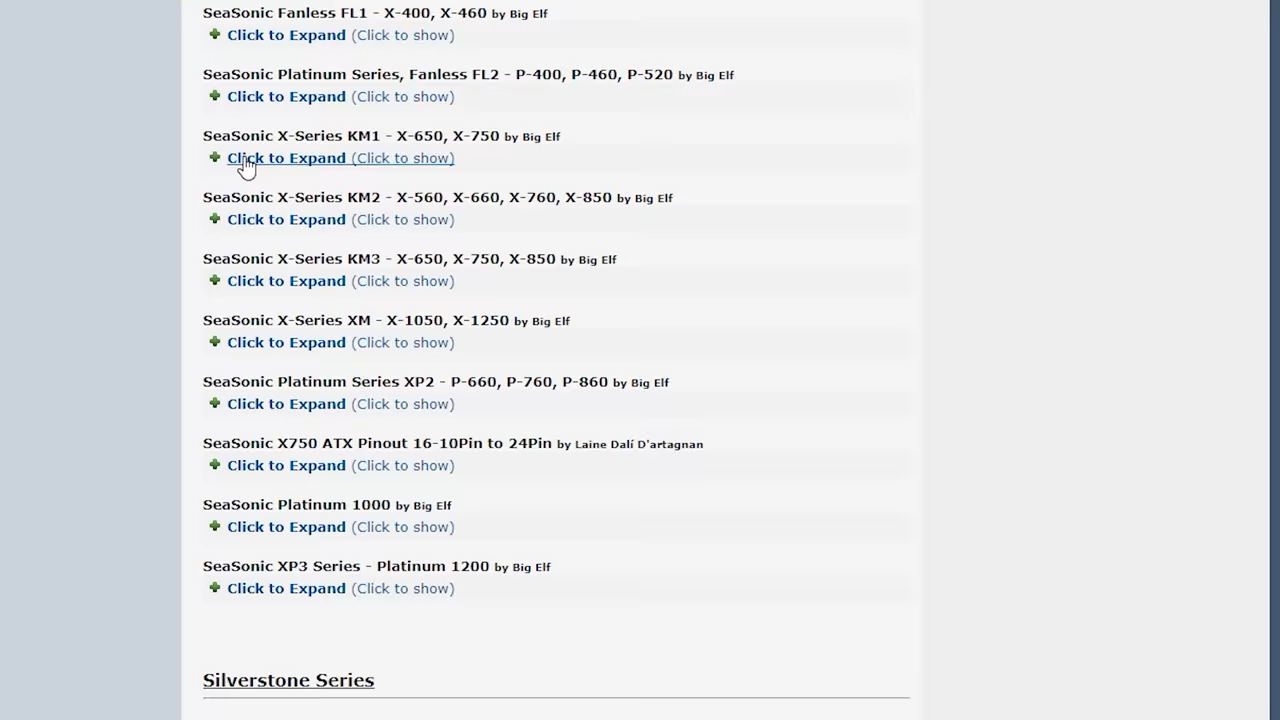 SeaSonic Fanless FL1 - X-400, X-460 by Big Elf
Click to Expand (Click to show)
SeaSonic Platinum Series, Fanless FL2 - P-400, P-460, P-520 by Big Elf
Click to Expand (Click to show)
SeaSonic X-Series KM1 - X-650, X-750 by Big Elf
Click to Expand (Click to show)
SeaSonic X-Series KM2 - X-560, X-660, X-760, X-850 by Big Elf
Click to Expand (Click to show)
SeaSonic X-Series KM3 - X-650, X-750, X-850 by Big Elf
Click to Expand (Click to show)
SeaSonic X-Series XM - X-1050, X-1250 by Big Elf
Click to Expand (Click to show)
SeaSonic Platinum Series XP2 - P-660, P-760, P-860 by Big Elf
Click to Expand (Click to show)
SeaSonic X750 ATX Pinout 16-10Pin to 24Pin by Laine Dalí D'artagnan
Click to Expand (Click to show)
SeaSonic Platinum 1000 by Big Elf
Click to Expand (Click to show)
SeaSonic XP3 Series - Platinum 1200 by Big Elf
Click to Expand (Click to show)
Silverstone Series